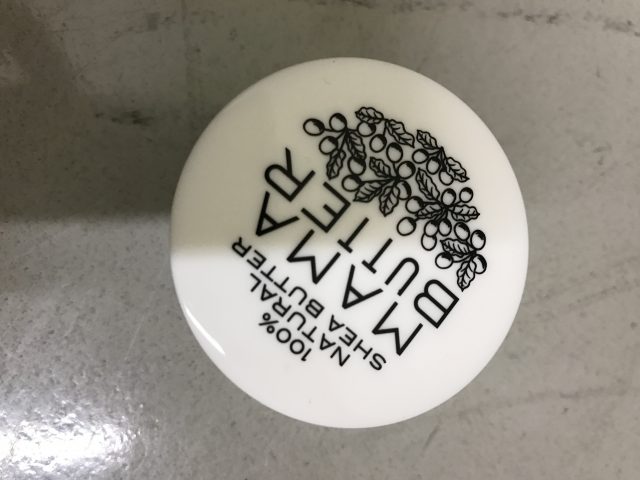 100%
NATURAL
SHEA BUTTER
MAMA
BUTTER